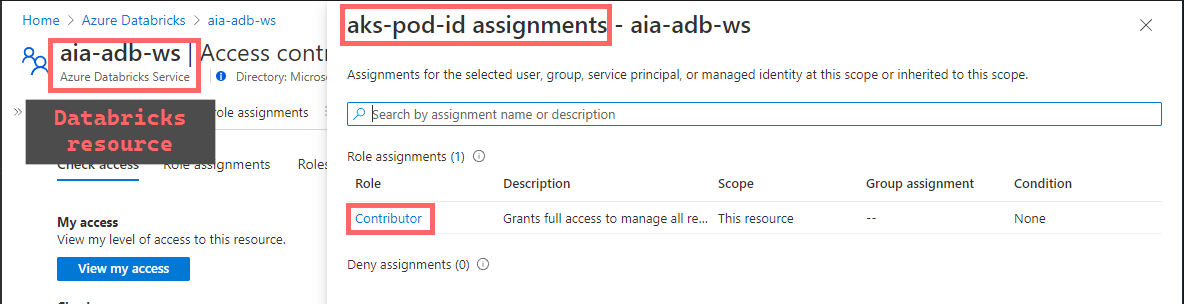 Home > Azure Databricks > aia-adb-ws
aia-adb-ws | Access contr
Azure Databricks Service
Directory: Micros
role assignments
Databricks
resource
Check access
Role assignments
Roles
My access
View my level of access to this resource.
View my access
aks-pod-id assignments - aia-adb-ws
Assignments for the selected user, group, service principal, or managed identity at this scope or inherited to this scope.
Search by assignment name or description
Role assignments (1)
Role Description Scope Group assignment Condition
Contributor Grants full access to manage all re... This resource -- None
Deny assignments (0)